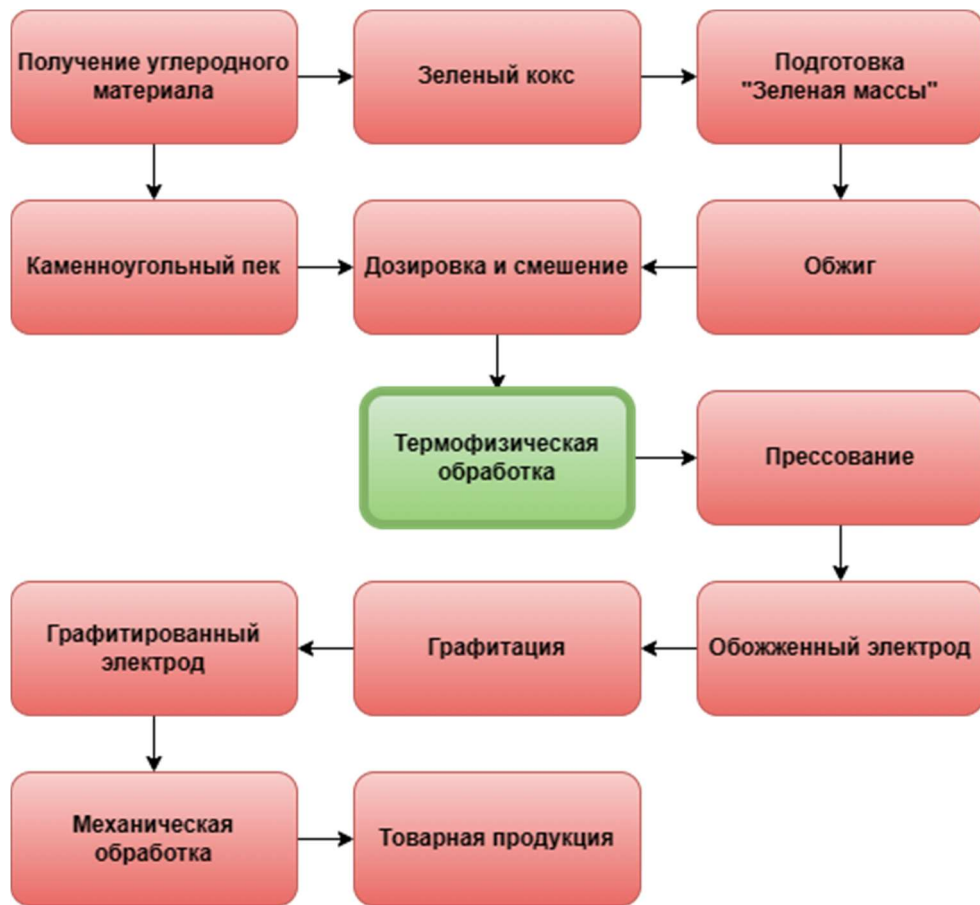 Получение углеродного
материала
Зеленый кокс
Подготовка
"Зеленая массы"
Каменноугольный пек
Дозировка и смешение
Обжиг
Термофизическая
обработка
Прессование
Графитированный
электрод
Графитация
Обожженный электрод
Механическая
обработка
Товарная продукция